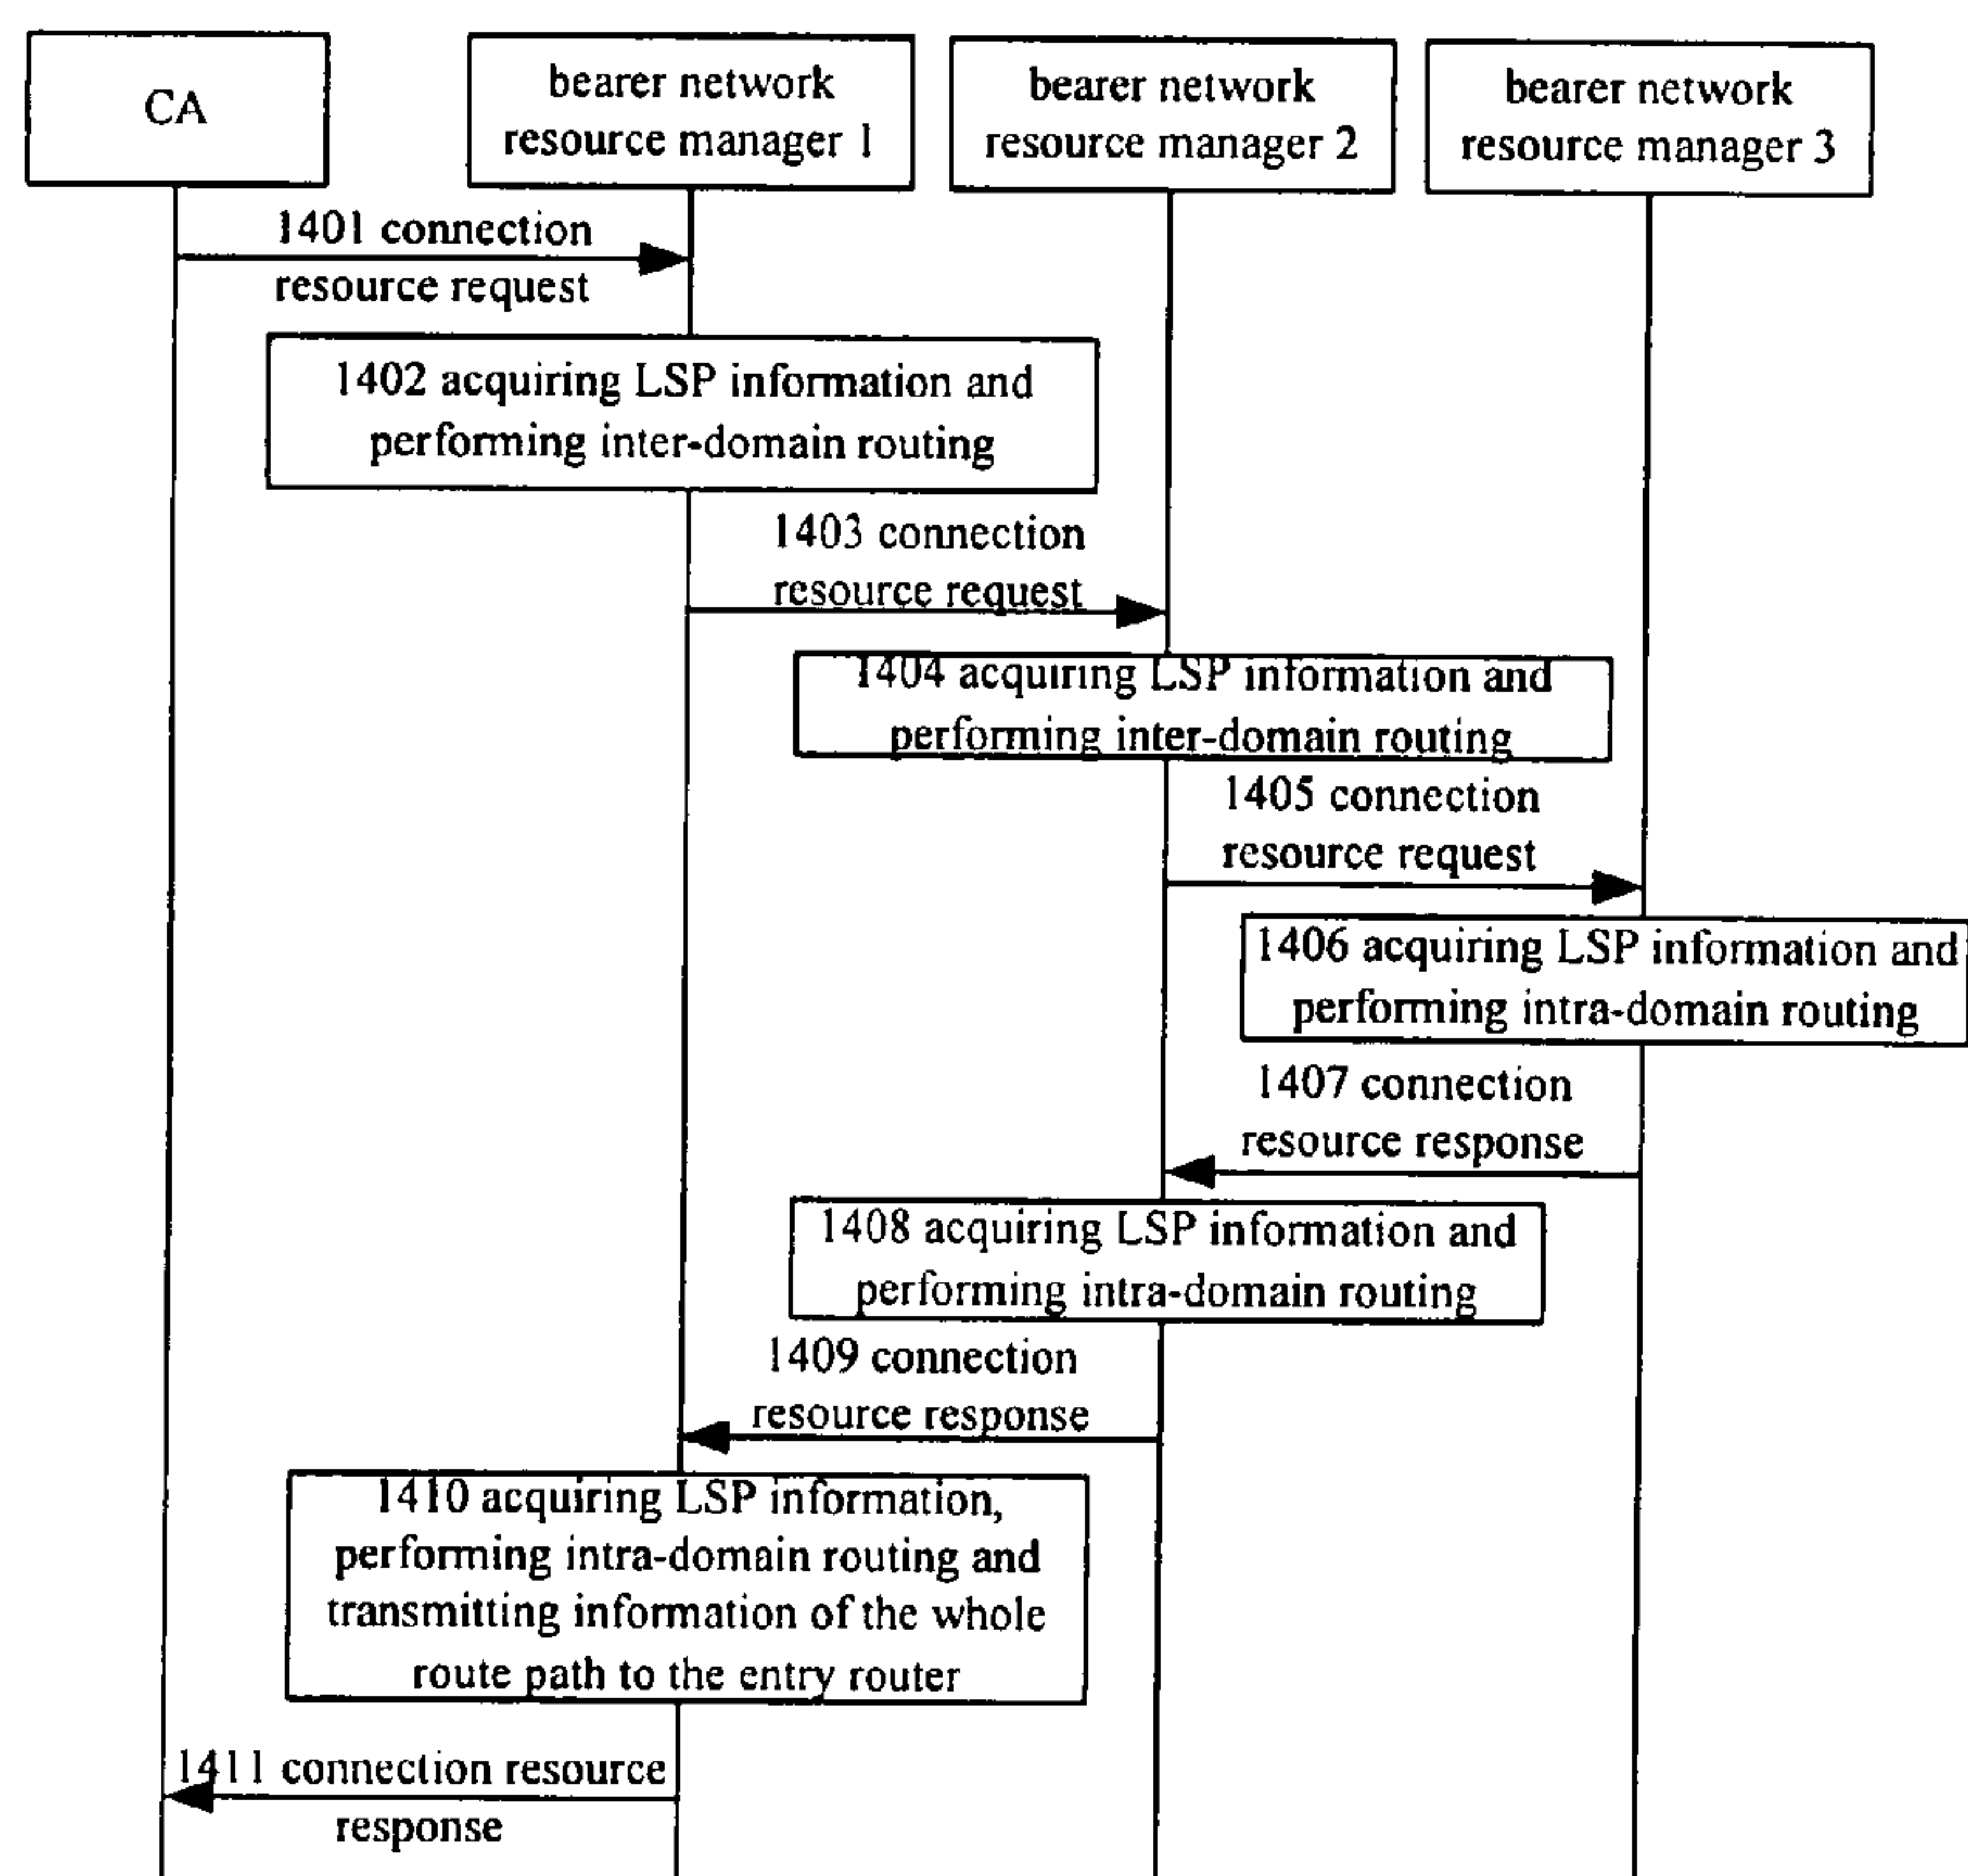 CA
bearer network
resource manager 1
bearer network
resource manager 2
bearer network
resource manager 3
1401 connection
resource request
1402 acquiring LSP information and
performing inter-domain routing
1403 connection
resource request
1404 acquiring LSP information and
performing inter-domain routing
1405 connection
resource request
1406 acquiring LSP information and
performing intra-domain routing
1407 connection
resource response
1408 acquiring LSP information and
performing intra-domain routing
1409 connection
resource response
1410 acquiring LSP information,
performing intra-domain routing and
transmitting information of the whole
route path to the entry router
1411 connection resource
response